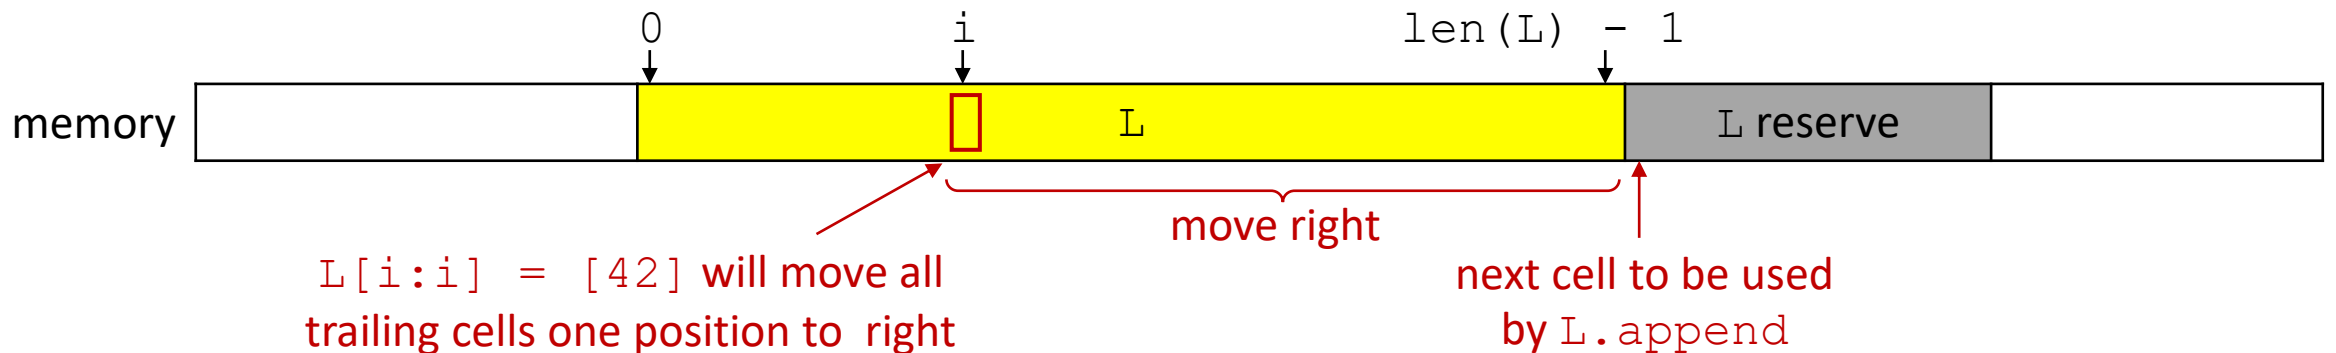 0 i len(L) - 1
memory L L reserve
move right
L[i:i] = [42] will move all
trailing cells one position to right
next cell to be used
by L.append